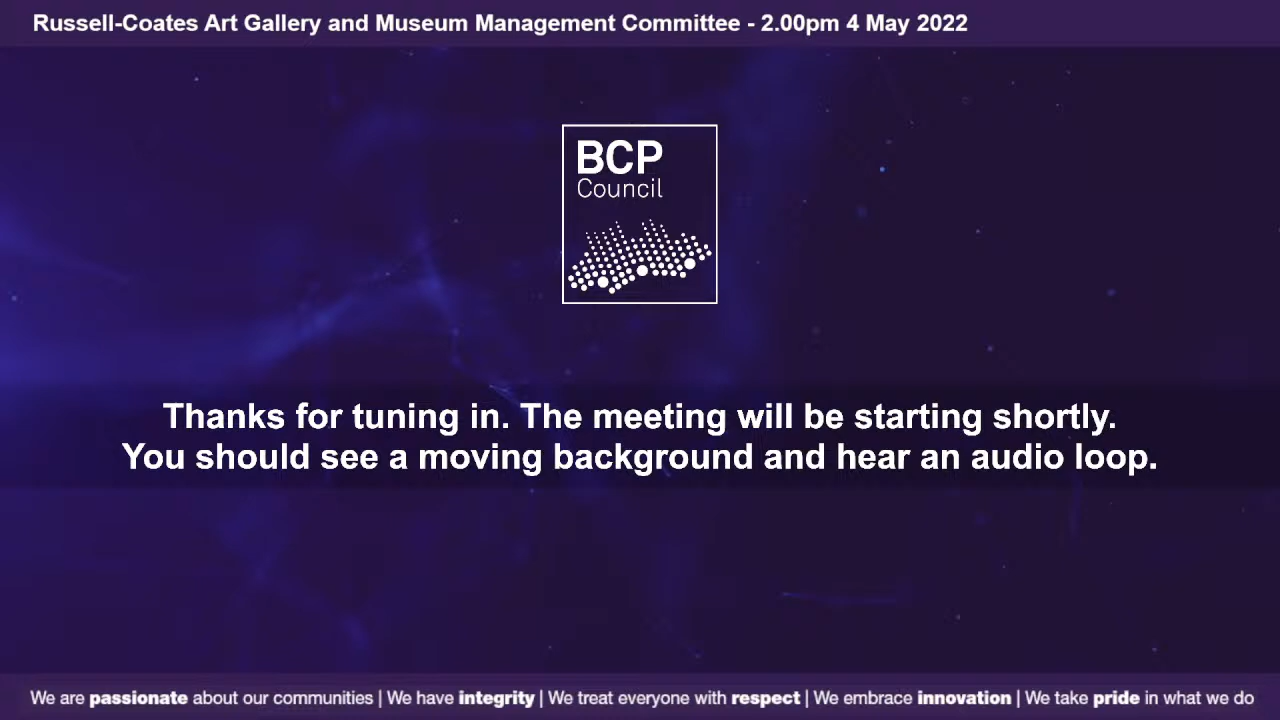 Russell-Coates Art Gallery and Museum Management Committee - 2.00pm 4 May 2022
BCP
Council
Thanks for tuning in. The meeting will be starting shortly.
You should see a moving background and hear an audio loop.
We are passionate about our communities | We have integrity | We treat everyone with respect | We embrace innovation | We take pride in what we do